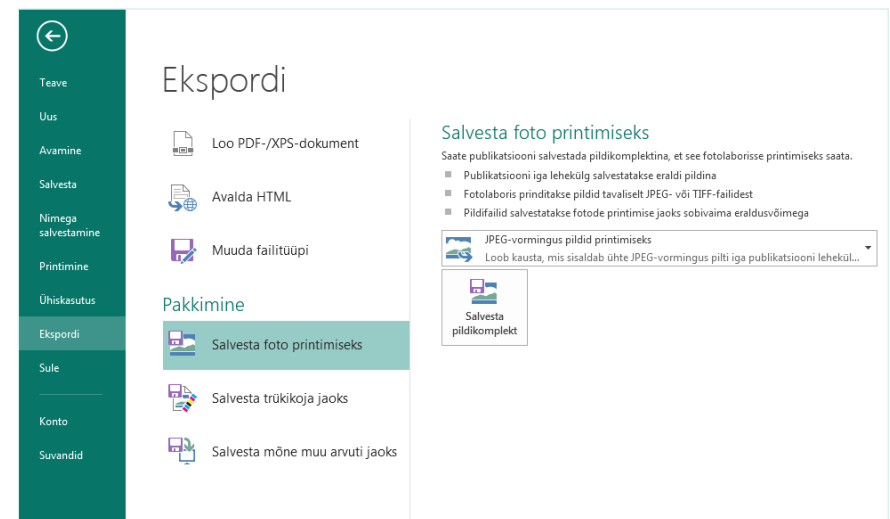 Teave
Uus
Avamine
Salvesta
Nimega
salvestamine
Printimine
Ühiskasutus
Ekspordi
Sule
Konto
Suvandid
Ekspordi
Loo PDF-/XPS-dokument
Avalda HTML
Muuda failitüüpi
Pakkimine
Salvesta foto printimiseks
Salvesta trükikoja jaoks
Salvesta mõne muu arvuti jaoks
Salvesta foto printimiseks
Saate publikatsiooni salvestada pildikomplektina, et see fotolaborisse printimiseks saata.
Publikatsiooni iga lehekülg salvestatakse eraldi pildina
Fotolaboris prinditakse pildid tavaliselt JPEG- või TIFF-failidest
Pildifailid salvestatakse fotode printimise jaoks sobivaima eraldusvõimega
JPEG-vormingus pildid printimiseks
Loob kausta, mis sisaldab ühte JPEG-vormingus pilti iga publikatsiooni lehekül...
Salvesta
pildikomplekt